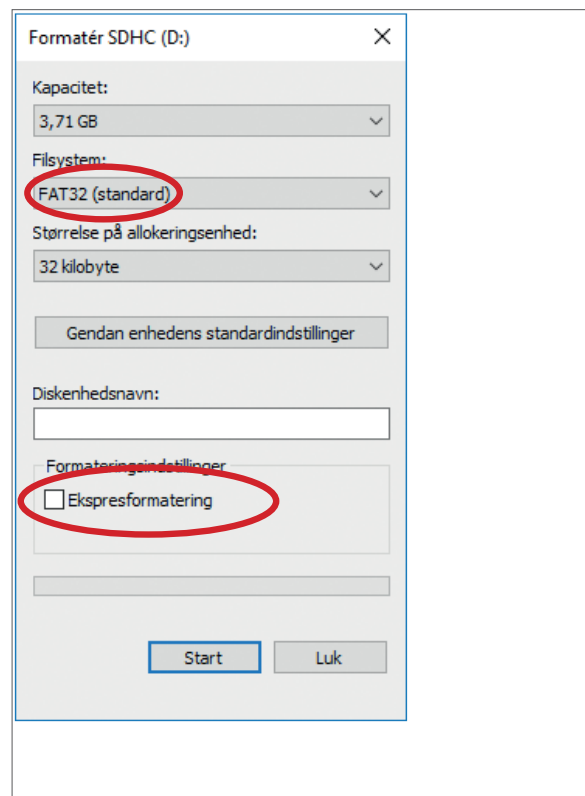 Formatér SDHC (D:)
Kapacitet:
3,71 GB
Filsystem:
FAT32 (standard)
Størrelse på allokeringsenhed:
32 kilobyte
Gendan enhedens standardindstillinger
Diskenhedsnavn:
Formateringsindstillinger
Ekspresformatering
Start
Luk